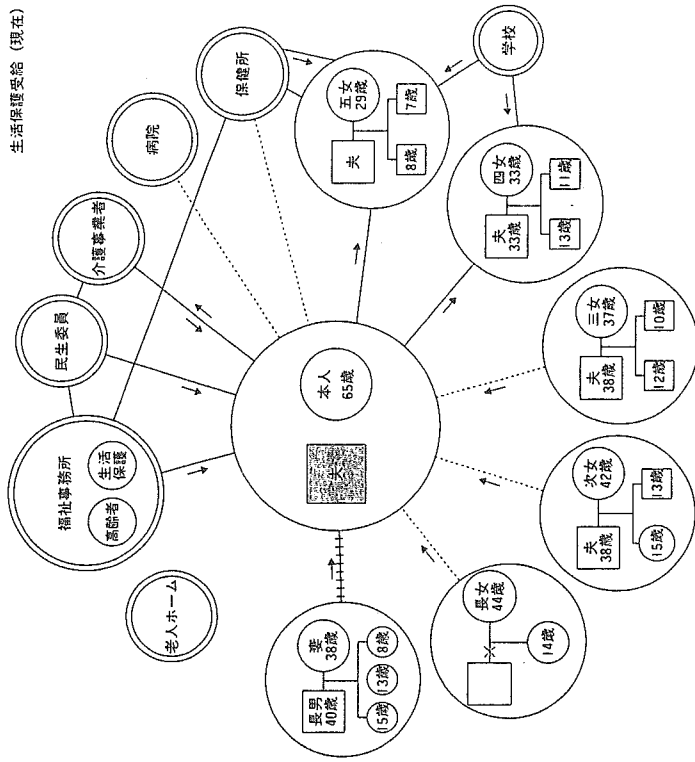 生活保護受給（現在）
老人ホーム
福祉事務所
高齢者
生活
保護
民生委員
介護事業者
病院
保健所
学校
夫
本人
65歳
長男
40歳
妻
38歳
15歳
13歳
8歳
長女
44歳
14歳
夫
38歳
次女
42歳
15歳
13歳
夫
38歳
三女
37歳
12歳
10歳
夫
33歳
四女
33歳
13歳
11歳
夫
五女
29歳
8歳
7歳